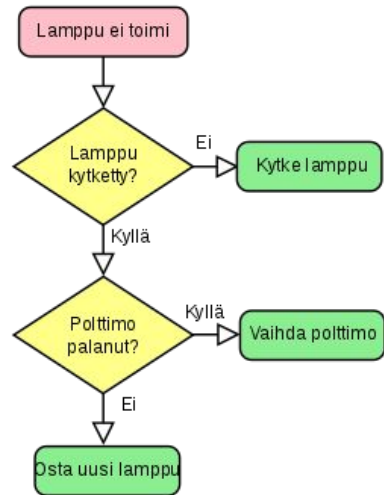 Lamppu ei toimi
Lamppu
kytketty?
Ei
Kytke lamppu
Kyllä
Polttimo
palanut?
Kyllä
Vaihda polttimo
Ei
Osta uusi lamppu